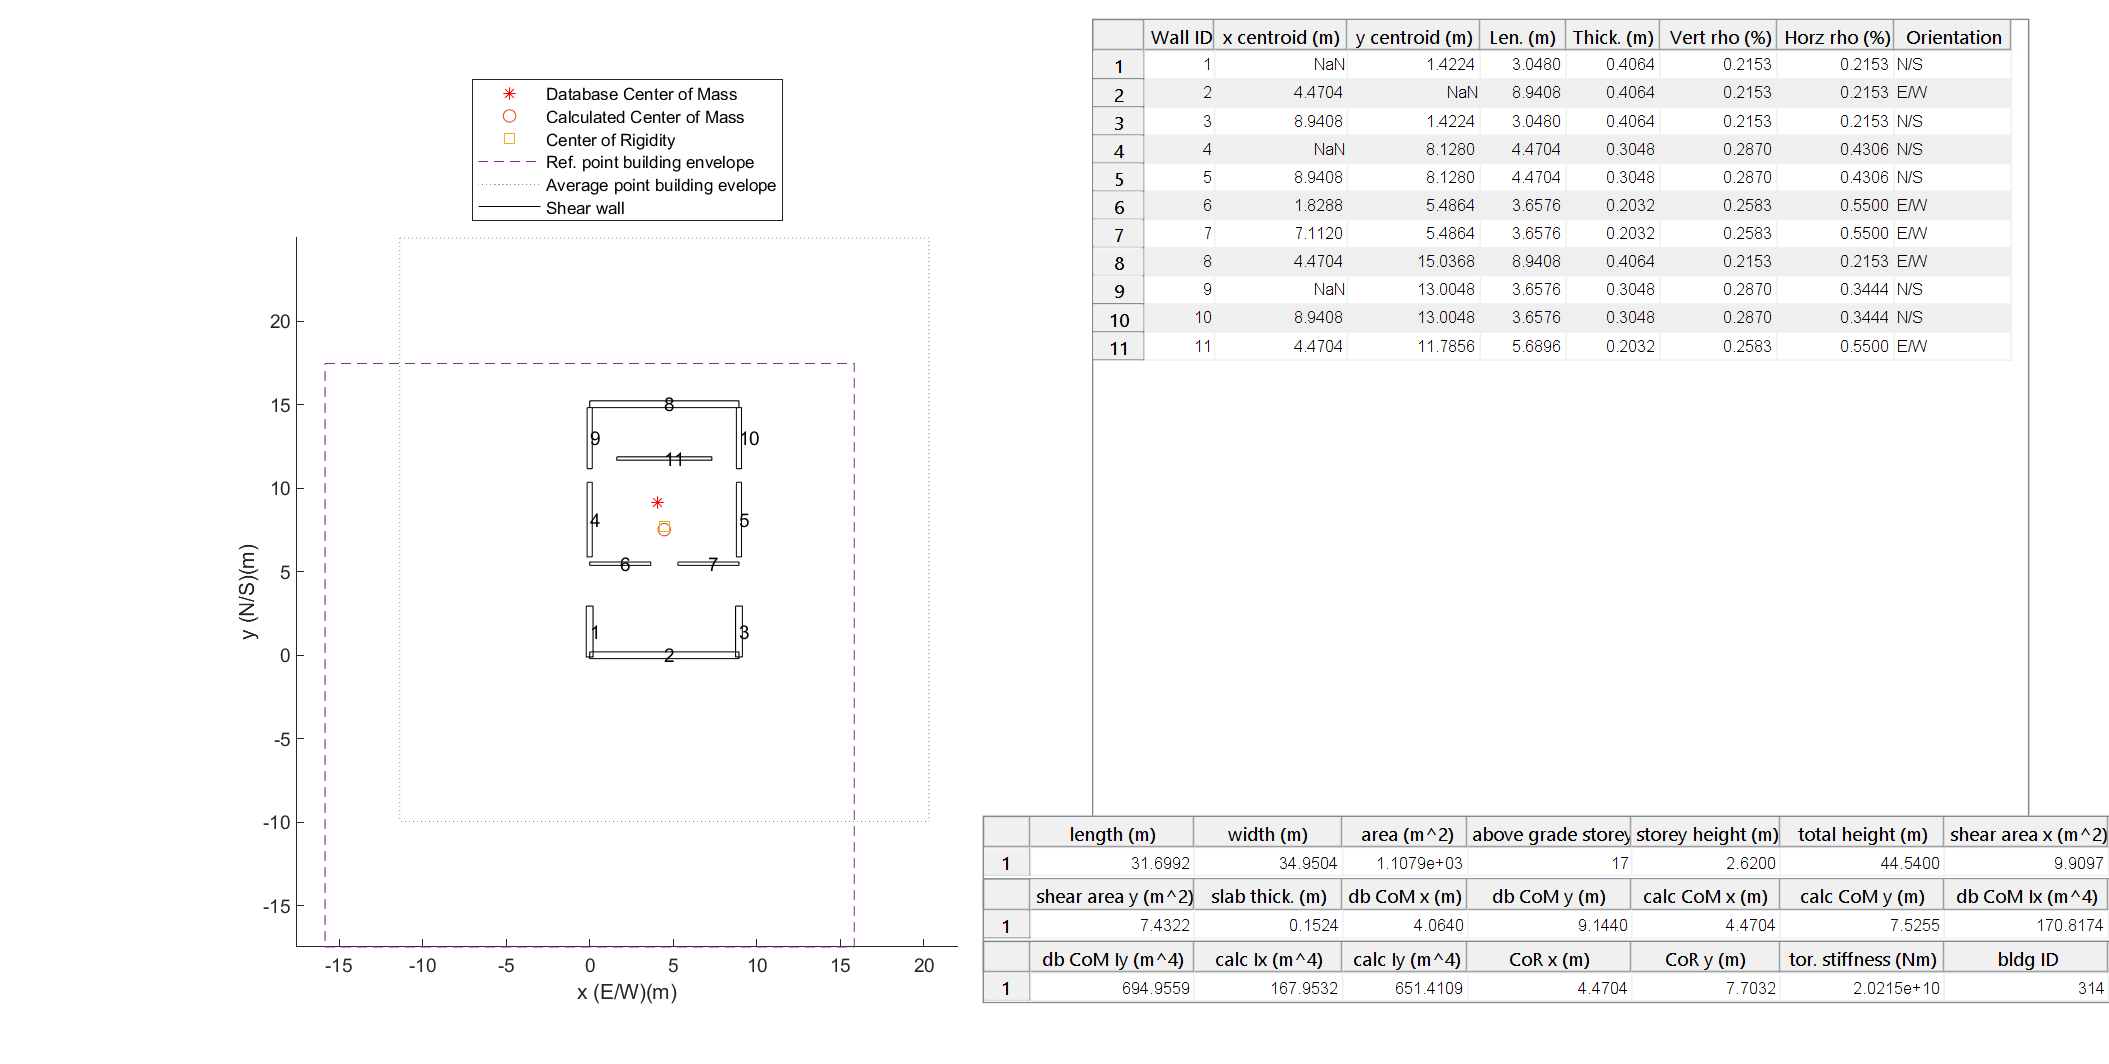 Database Center of Mass
Calculated Center of Mass
Center of Rigidity
Ref. point building envelope
Average point building evelope
Shear wall
20
15
10
5
0
-5
-10
-15
y (N/S)(m)
8
9
10
11
4
5
6
7
1
3
2
-15
-10
-5
0
5
10
15
20
x (E/W)(m)
Wall ID x centroid (m) y centroid (m) Len. (m) Thick. (m) Vert rho (%) Horz rho (%) Orientation
1 1 NaN 1.4224 3.0480 0.4064 0.2153 0.2153 N/S
2 2 4.4704 NaN 8.9408 0.4064 0.2153 0.2153 E/W
3 3 8.9408 1.4224 3.0480 0.4064 0.2153 0.2153 N/S
4 4 NaN 8.1280 4.4704 0.3048 0.2870 0.4306 N/S
5 5 8.9408 8.1280 4.4704 0.3048 0.2870 0.4306 N/S
6 6 1.8288 5.4864 3.6576 0.2032 0.2583 0.5500 E/W
7 7 7.1120 5.4864 3.6576 0.2032 0.2583 0.5500 E/W
8 8 4.4704 15.0368 8.9408 0.4064 0.2153 0.2153 E/W
9 9 NaN 13.0048 3.6576 0.3048 0.2870 0.3444 N/S
10 10 8.9408 13.0048 3.6576 0.3048 0.2870 0.3444 N/S
11 11 4.4704 11.7856 5.6896 0.2032 0.2583 0.5500 E/W
length (m) width (m) area (m^2) above grade storey storey height (m) total height (m) shear area x (m^2)
1 31.6992 34.9504 1.1079e+03 17 2.6200 44.5400 9.9097
shear area y (m^2) slab thick. (m) db CoM x (m) db CoM y (m) calc CoM x (m) calc CoM y (m) db CoM Ix (m^4)
1 7.4322 0.1524 4.0640 9.1440 4.4704 7.5255 170.8174
db CoM Iy (m^4) calc Ix (m^4) calc Iy (m^4) CoR x (m) CoR y (m) tor. stiffness (Nm) bldg ID
1 694.9559 167.9532 651.4109 4.4704 7.7032 2.0215e+10 314